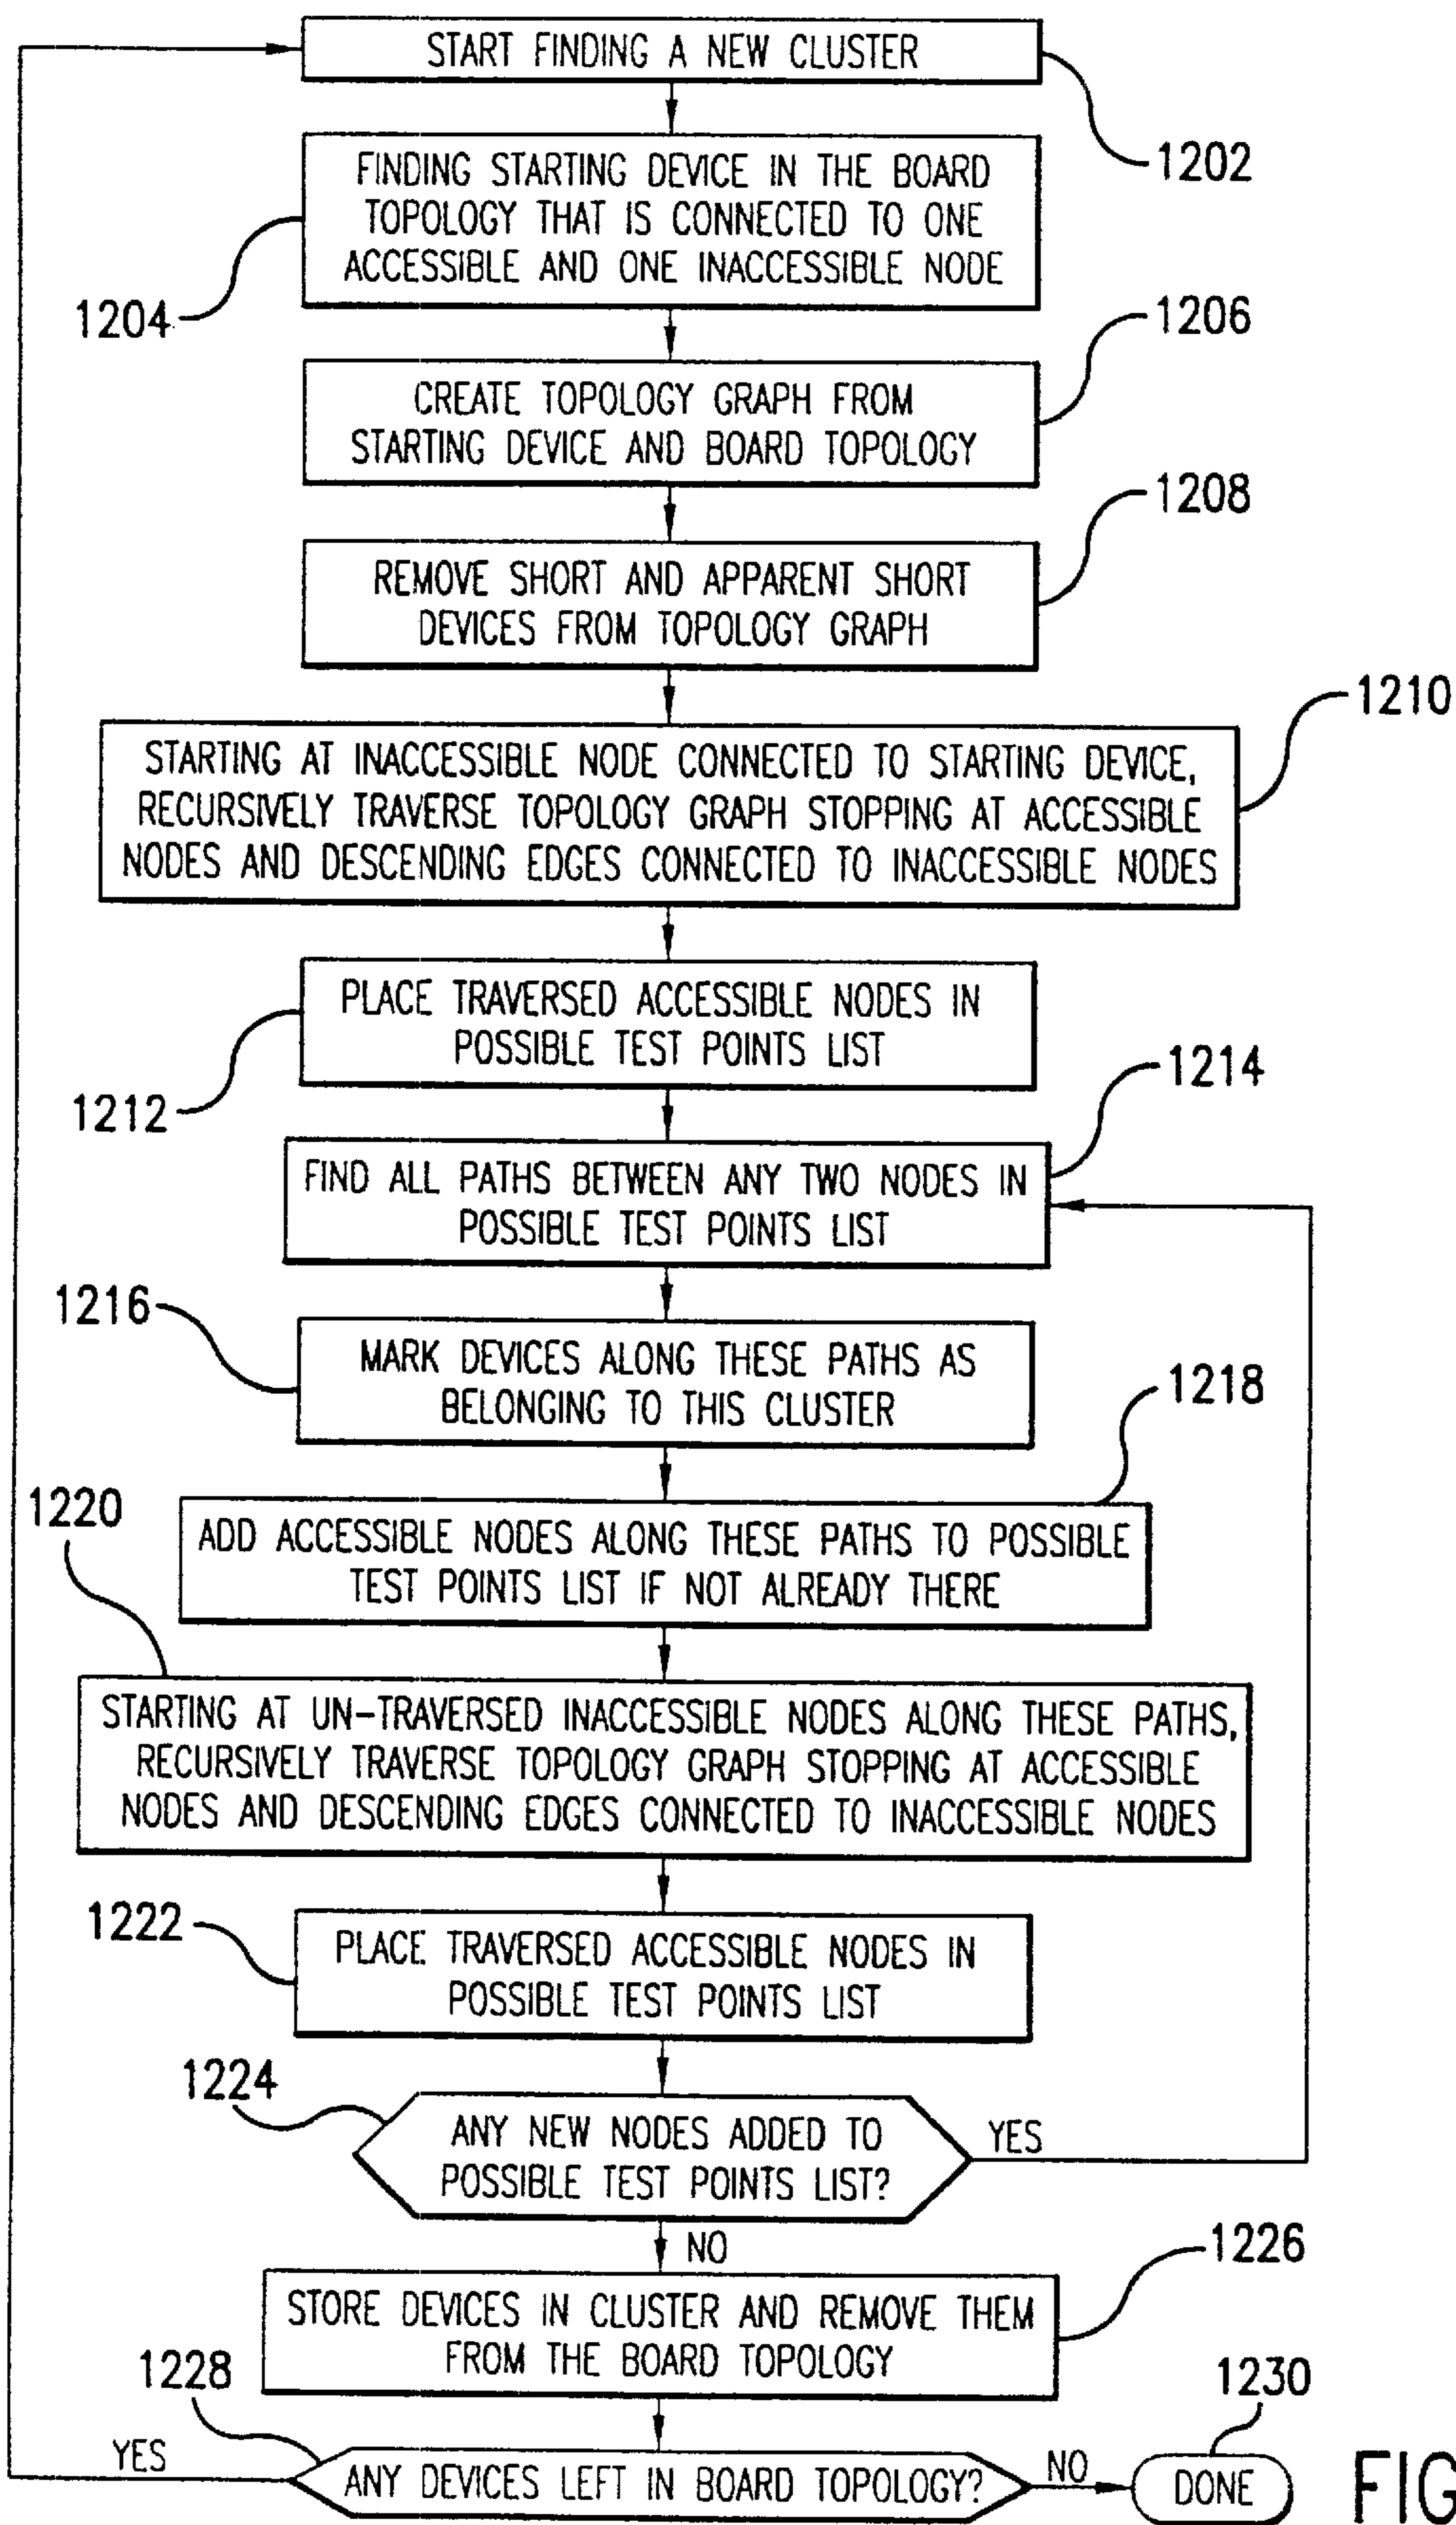 START FINDING A NEW CLUSTER
1202
FINDING STARTING DEVICE IN THE BOARD
TOPOLOGY THAT IS CONNECTED TO ONE
ACCESSIBLE AND ONE INACCESSIBLE NODE
1204
1206
CREATE TOPOLOGY GRAPH FROM
STARTING DEVICE AND BOARD TOPOLOGY
1208
REMOVE SHORT AND APPARENT SHORT
DEVICES FROM TOPOLOGY GRAPH
1210
STARTING AT INACCESSIBLE NODE CONNECTED TO STARTING DEVICE,
RECURSIVELY TRAVERSE TOPOLOGY GRAPH STOPPING AT ACCESSIBLE
NODES AND DESCENDING EDGES CONNECTED TO INACCESSIBLE NODES
PLACE TRAVERSED ACCESSIBLE NODES IN
POSSIBLE TEST POINTS LIST
1212
1214
FIND ALL PATHS BETWEEN ANY TWO NODES IN
POSSIBLE TEST POINTS LIST
1216
MARK DEVICES ALONG THESE PATHS AS
BELONGING TO THIS CLUSTER
1218
1220
ADD ACCESSIBLE NODES ALONG THESE PATHS TO POSSIBLE
TEST POINTS LIST IF NOT ALREADY THERE
STARTING AT UN-TRAVERSED INACCESSIBLE NODES ALONG THESE PATHS,
RECURSIVELY TRAVERSE TOPOLOGY GRAPH STOPPING AT ACCESSIBLE
NODES AND DESCENDING EDGES CONNECTED TO INACCESSIBLE NODES
1222
PLACE TRAVERSED ACCESSIBLE NODES IN
POSSIBLE TEST POINTS LIST
1224
ANY NEW NODES ADDED TO
POSSIBLE TEST POINTS LIST?
YES
NO
1226
STORE DEVICES IN CLUSTER AND REMOVE THEM
FROM THE BOARD TOPOLOGY
1228
1230
YES
ANY DEVICES LEFT IN BOARD TOPOLOGY?
NO
DONE
FIG